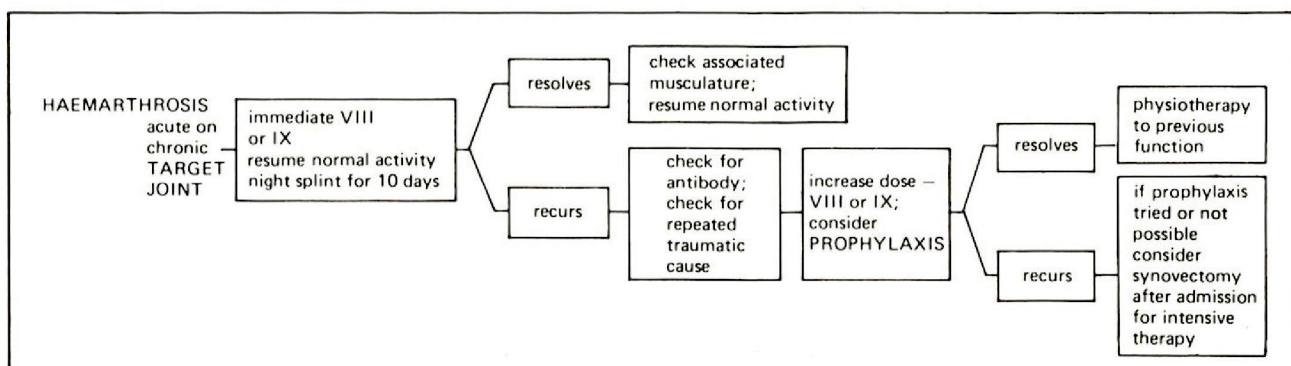 HAEMARTHROSIS
acute on
chronic
TARGET
JOINT
immediate VIII
or IX
resume normal activity
night splint for 10 days
resolves
check associated
musculature;
resume normal activity
recurs
check for
antibody;
check for
repeated
traumatic
cause
increase dose –
VIII or IX;
consider
PROPHYLAXIS
resolves
physiotherapy
to previous
function
recurs
if prophylaxis
tried or not
possible
consider
synovectomy
after admission
for intensive
therapy